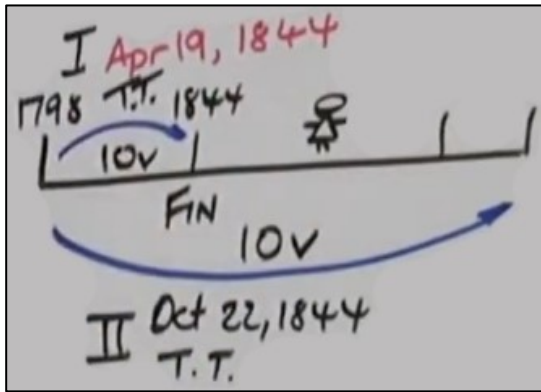 I Apr 19, 1844
1798 T.T. 1844
10v
FIN
10v
II Oct 22, 1844
T.T.